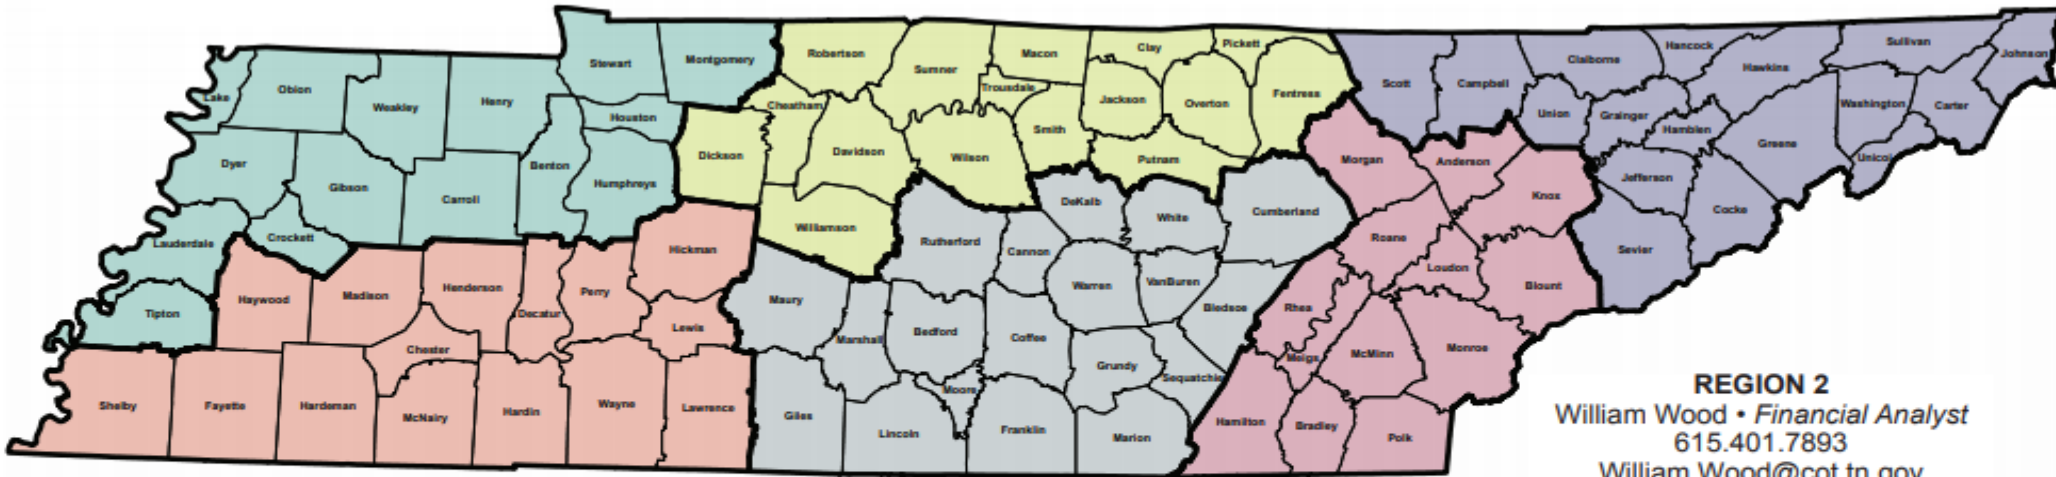 Lake
Obion
Weakley
Henry
Stewart
Montgomery
Robertson
Sumner
Macon
Clay
Pickett
Scott
Campbell
Claiborne
Hancock
Hawkins
Sullivan
Johnson
Houston
Cheatham
Trousdale
Jackson
Overton
Fentress
Union
Grainger
Hamblen
Washington
Carter
Dyer
Gibson
Carroll
Benton
Humphreys
Dickson
Davidson
Wilson
Smith
Putnam
Morgan
Anderson
Knox
Jefferson
Greene
Unicoi
Lauderdale
Crockett
Hickman
Williamson
Rutherford
Cannon
DeKalb
White
Cumberland
Roane
Loudon
Sevier
Cocke
Tipton
Haywood
Madison
Henderson
Decatur
Perry
Lewis
Maury
Marshall
Bedford
Coffee
Warren
VanBuren
Bledsoe
Rhea
Blount
Shelby
Fayette
Hardeman
Chester
McNairy
Hardin
Wayne
Lawrence
Giles
Lincoln
Moore
Franklin
Grundy
Sequatchie
Marion
Hamilton
Meigs
McMinn
Monroe
Bradley
Polk
REGION 2
William Wood • Financial Analyst
615.401.7893
William.Wood@cot.tn.gov